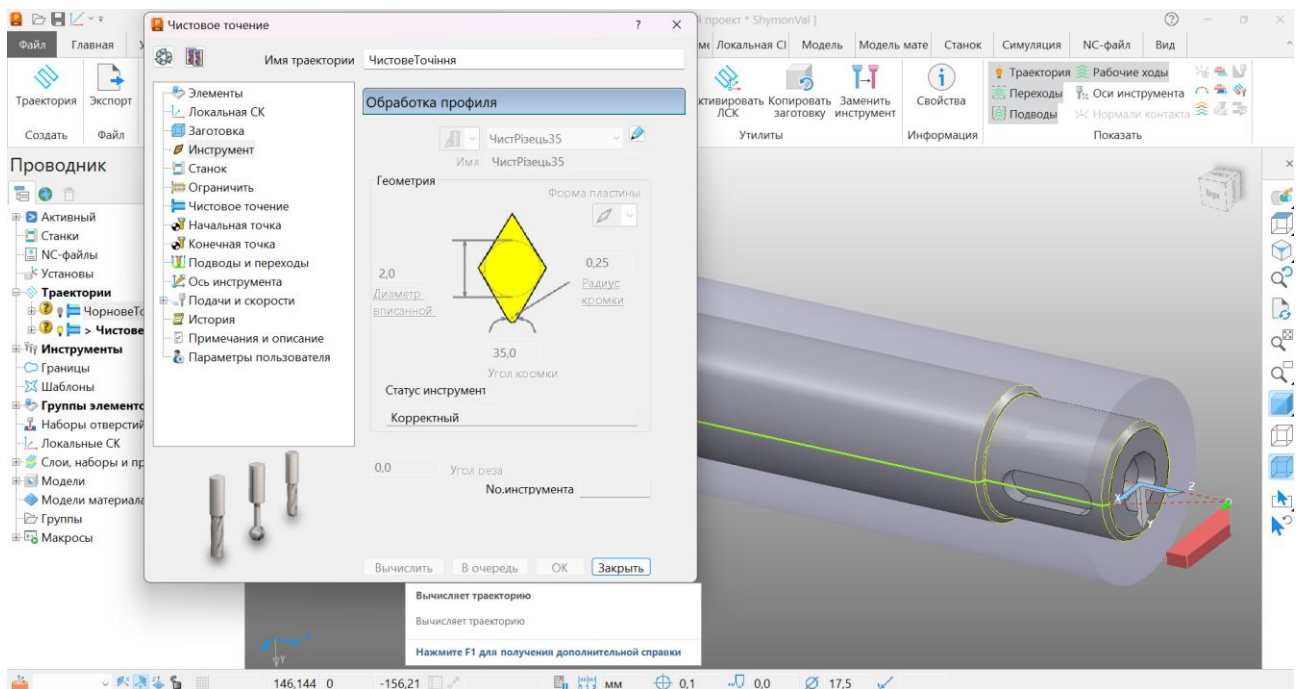 Чистовое точение
? ×
й проект * ShymonVal ]
Файл
Главная
У
ме
Локальная СІ
Модель
Модель мате
Станок
Симуляция
NC-файл
Вид
Траектория
Экспорт
Создать
Файл
ктивировать ЛСК
Копировать заготовку
Заменить инструмент
Утилиты
Свойства
Информация
Траектория
Рабочие ходы
Переходы
Оси инструмента
Подводы
Нормали контакта
Показать
Проводник
Активный
Станки
NC-файлы
Установы
Траектории
ЧорновеТо
> Чистове
Инструменты
Границы
Шаблоны
Группы элементо
Наборы отверстий
Локальные СК
Слои, наборы и пр
Модели
Модели материала
Группы
Макросы
Имя траектории
ЧистовеТочіння
Элементы
Локальная СК
Заготовка
Инструмент
Станок
Ограничить
Чистовое точение
Начальная точка
Конечная точка
Подводы и переходы
Ось инструмента
Подачи и скорости
История
Примечания и описание
Параметры пользователя
Обработка профиля
ЧистРізець35
Имя ЧистРізець35
Геометрия
Форма пластины
2,0
Диаметр
вписанной
0,25
Радиус
кромки
35,0
Угол кромки
Статус инструмент
Корректный
0,0 Угол реза
No.инструмента
Вычислить
В очередь
ОК
Закрыть
Вычисляет траекторию
Вычисляет траекторию
Нажмите F1 для получения дополнительной справки
X
Z
Y
Y
146,144 0 -156,21
мм
0,1
0,0
17,5